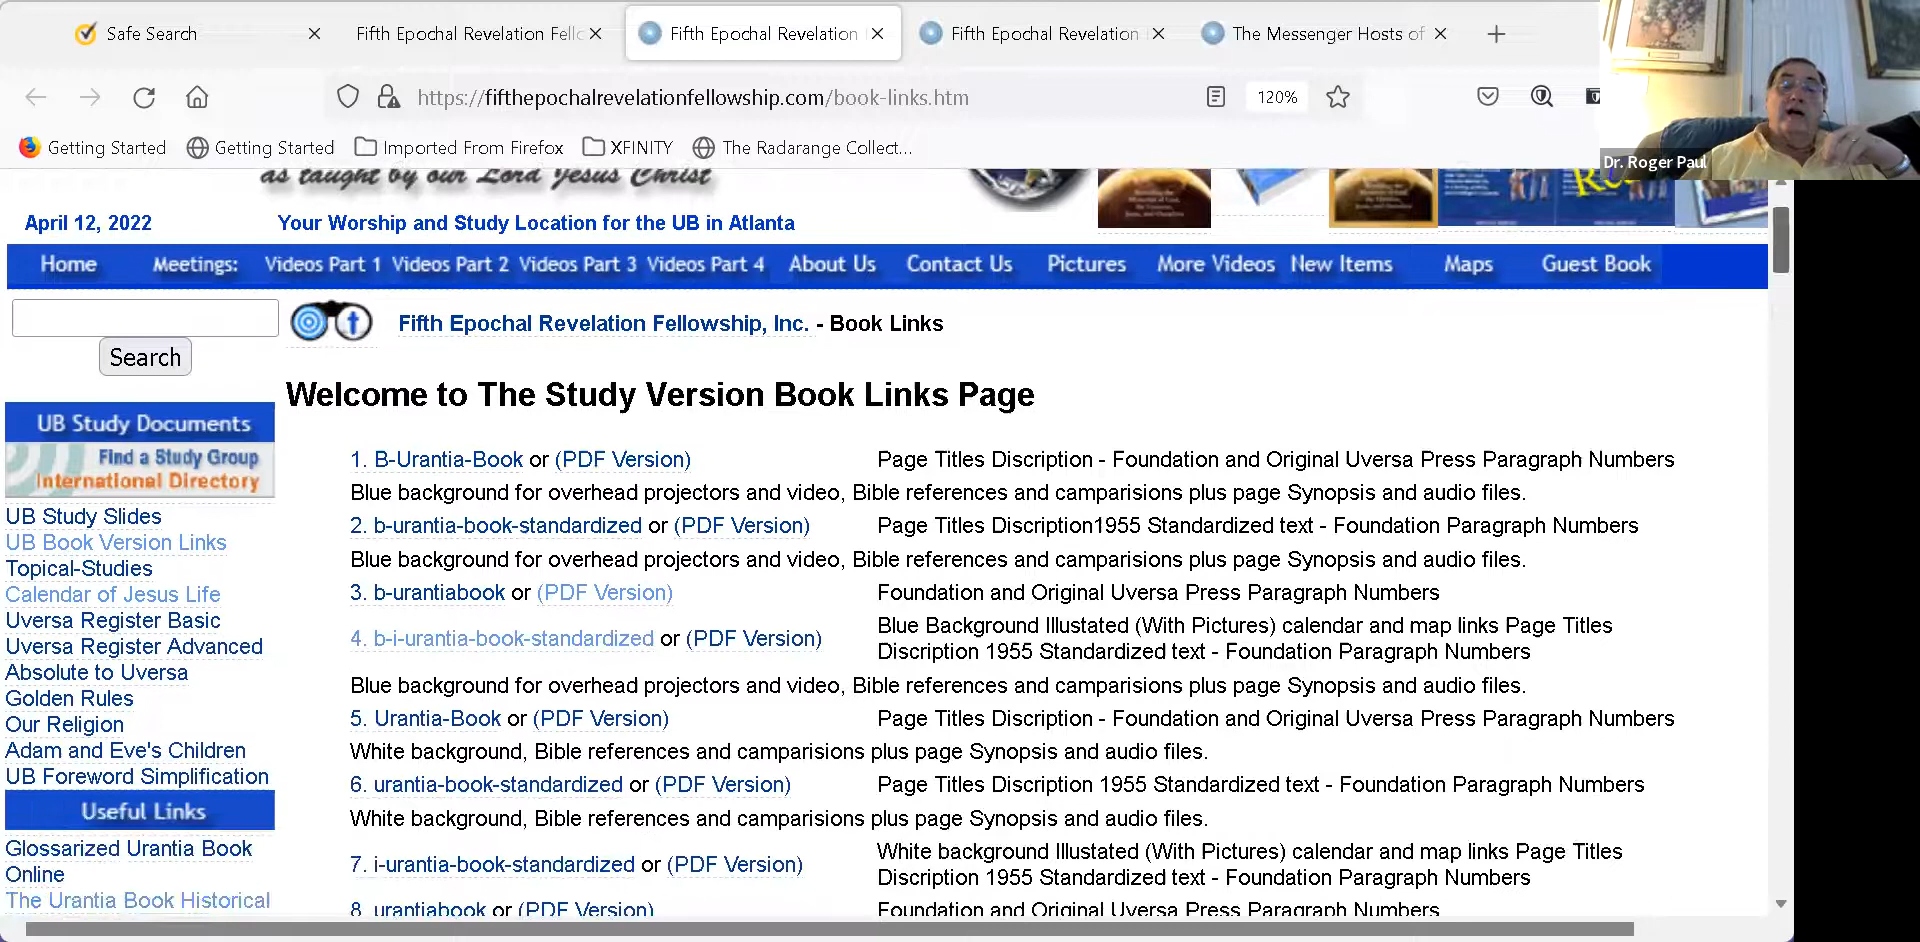 Safe Search
Fifth Epochal Revelation Fell
Fifth Epochal Revelation
Fifth Epochal Revelation
The Messenger Hosts of
https://fifthepochalrevelationfellowship.com/book-links.htm
120%
Getting Started
Getting Started
Imported From Firefox
XFINITY
The Radarange Collect...
Dr. Roger Paul
as taught by our Lord Jesus Christ
April 12, 2022
Your Worship and Study Location for the UB in Atlanta
Home Meetings: Videos Part 1 Videos Part 2 Videos Part 3 Videos Part 4 About Us Contact Us Pictures More Videos New Items Maps Guest Book
Search
Fifth Epochal Revelation Fellowship, Inc. - Book Links
Welcome to The Study Version Book Links Page
UB Study Documents
Find a Study Group
International Directory
UB Study Slides
UB Book Version Links
Topical-Studies
Calendar of Jesus Life
Uversa Register Basic
Uversa Register Advanced
Absolute to Uversa
Golden Rules
Our Religion
Adam and Eve's Children
UB Foreword Simplification
Useful Links
Glossarized Urantia Book
Online
The Urantia Book Historical
1. B-Urantia-Book or (PDF Version) Page Titles Discription - Foundation and Original Uversa Press Paragraph Numbers
Blue background for overhead projectors and video, Bible references and camparisions plus page Synopsis and audio files.
2. b-urantia-book-standardized or (PDF Version) Page Titles Discription1955 Standardized text - Foundation Paragraph Numbers
Blue background for overhead projectors and video, Bible references and camparisions plus page Synopsis and audio files.
3. b-urantiabook or (PDF Version) Foundation and Original Uversa Press Paragraph Numbers
4. b-i-urantia-book-standardized or (PDF Version) Blue Background Illustated (With Pictures) calendar and map links Page Titles
Discription 1955 Standardized text - Foundation Paragraph Numbers
Blue background for overhead projectors and video, Bible references and camparisions plus page Synopsis and audio files.
5. Urantia-Book or (PDF Version) Page Titles Discription - Foundation and Original Uversa Press Paragraph Numbers
White background, Bible references and camparisions plus page Synopsis and audio files.
6. urantia-book-standardized or (PDF Version) Page Titles Discription 1955 Standardized text - Foundation Paragraph Numbers
White background, Bible references and camparisions plus page Synopsis and audio files.
7. i-urantia-book-standardized or (PDF Version) White background Illustated (With Pictures) calendar and map links Page Titles
Discription 1955 Standardized text - Foundation Paragraph Numbers
8. urantiabook or (PDF Version) Foundation and Original Uversa Press Paragraph Numbers